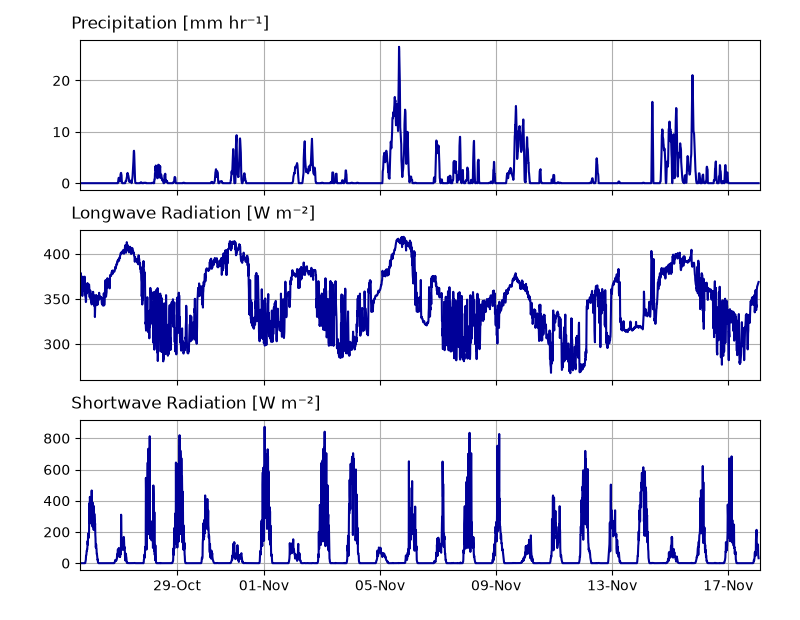 Precipitation [mm hr⁻¹]
20
10
0
Longwave Radiation [W m⁻²]
400
350
300
Shortwave Radiation [W m⁻²]
800
600
400
200
0
29-Oct 01-Nov 05-Nov 09-Nov 13-Nov 17-Nov